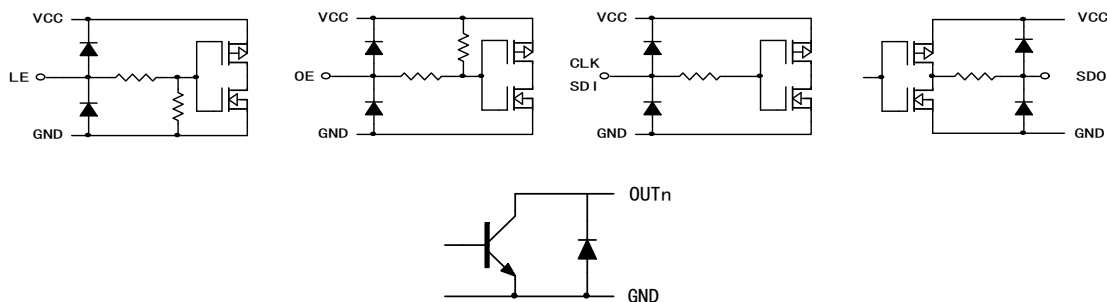 VCC
LE
GND
VCC
OE
GND
VCC
CLK
SDI
GND
VCC
SDO
GND
OUTn
GND